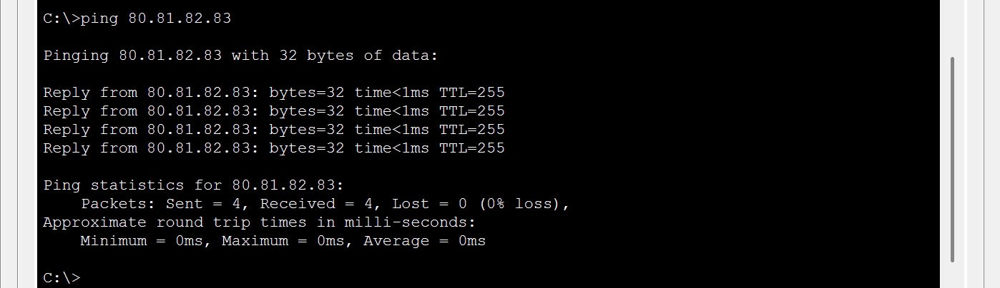 C:\>ping 80.81.82.83
Pinging 80.81.82.83 with 32 bytes of data:
Reply from 80.81.82.83: bytes=32 time<1ms TTL=255
Reply from 80.81.82.83: bytes=32 time<1ms TTL=255
Reply from 80.81.82.83: bytes=32 time<1ms TTL=255
Reply from 80.81.82.83: bytes=32 time<1ms TTL=255
Ping statistics for 80.81.82.83:
    Packets: Sent = 4, Received = 4, Lost = 0 (0% loss),
Approximate round trip times in milli-seconds:
    Minimum = 0ms, Maximum = 0ms, Average = 0ms
C:\>